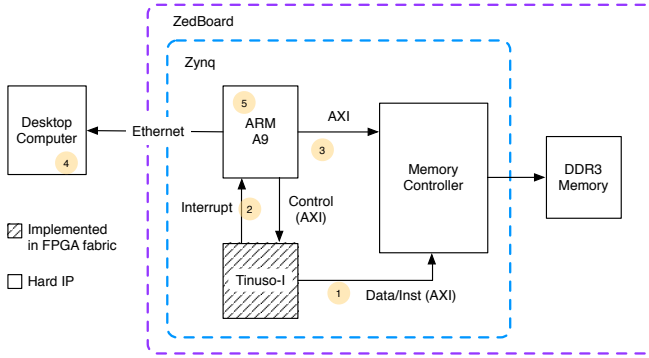 ZedBoard
Zynq
Desktop
Computer
4
Ethernet
5
ARM
A9
AXI
3
Memory
Controller
DDR3
Memory
Interrupt
2
Control
(AXI)
Implemented
in FPGA fabric
Hard IP
Tinuso-I
1
Data/Inst (AXI)